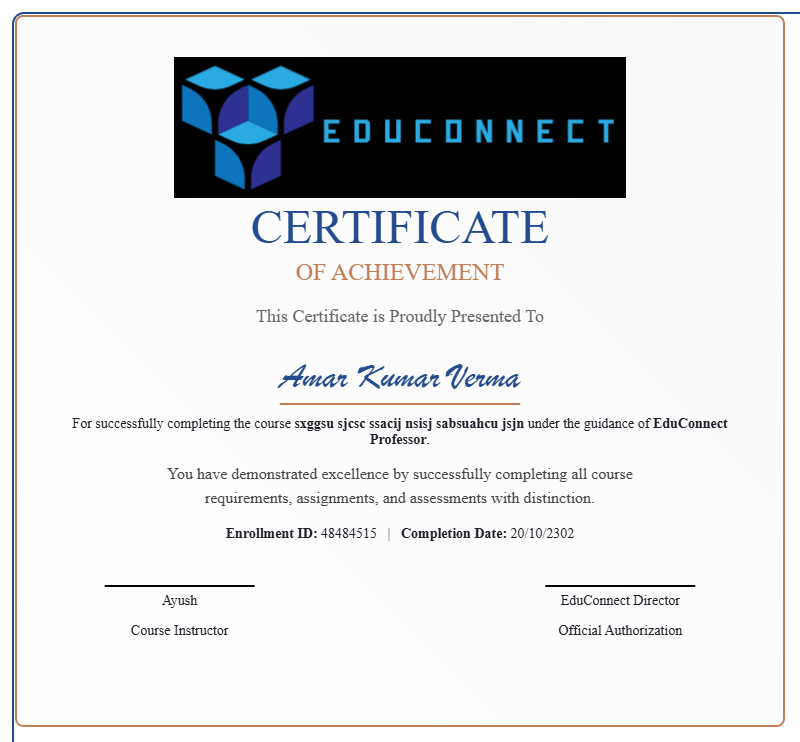 EDUCONNECT
CERTIFICATE
OF ACHIEVEMENT
This Certificate is Proudly Presented To
Amar Kumar Verma
For successfully completing the course sxggsu sjcsc ssacij nsisj sabsuahcu jsjn under the guidance of EduConnect
Professor.
You have demonstrated excellence by successfully completing all course
requirements, assignments, and assessments with distinction.
Enrollment ID: 48484515 | Completion Date: 20/10/2302
Ayush
EduConnect Director
Course Instructor
Official Authorization